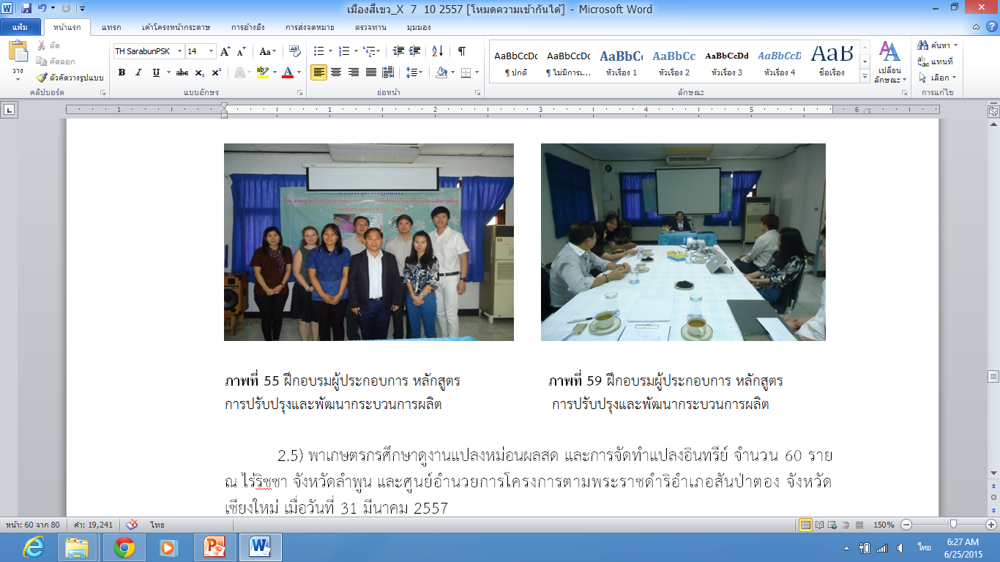 เมืองสีเขว_X 7 10 2557 [โหมดความเข้ากันได้] - Microsoft Word
แฟ้ม หน้าแรก แทรก เค้าโครงหน้ากระดาษ การอ้างอิง การส่งจดหมาย ตรวจทาน มุมมอง
วาง
ตัด
คัดลอก
ตัวคัดวางรูปแบบ
คลิปบอร์ด
TH SarabunPSK 14
แบบอักษร
ย่อหน้า
AaBbCcDc AaBbCcDc AaBbC AaBbCc AaBbCcDd AaBbCcD AaB
¶ ปกติ ¶ ไม่มีการเ... หัวเรื่อง 1 หัวเรื่อง 2 หัวเรื่อง 3 หัวเรื่อง 4 ชื่อเรื่อง
ลักษณะ
เปลี่ยน
ลักษณะ
ค้นหา
แทนที่
เลือก
การแก้ไข
1 1 2 3 4 5 6
ภาพที่ 55 ฝึกอบรมผู้ประกอบการ หลักสูตร
การปรับปรุงและพัฒนากระบวนการผลิต
ภาพที่ 59 ฝึกอบรมผู้ประกอบการ หลักสูตร
การปรับปรุงและพัฒนากระบวนการผลิต
2.5) พาเกษตรกรศึกษาดูงานแปลงหม่อนผลสด และการจัดทำแปลงอินทรีย์ จำนวน 60 ราย
ณ ไร่ริชชา จังหวัดลำพูน และศูนย์อำนวยการโครงการตามพระราชดำริอำเภอสันป่าตอง จังหวัด
เชียงใหม่ เมื่อวันที่ 31 มีนาคม 2557
หน้า: 60 จาก 80 คำ: 19,241 ไทย 150%
ไทย 6:27 AM
6/25/2015